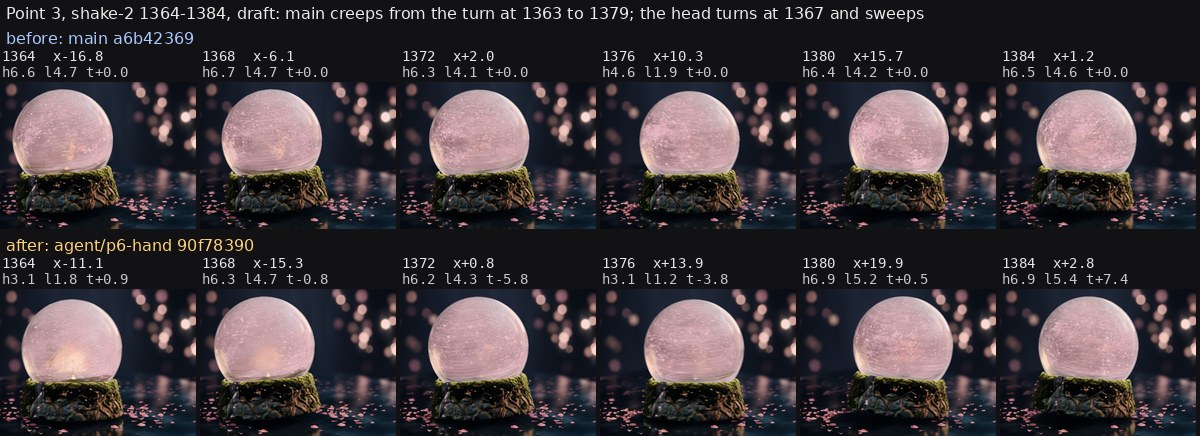 Point 3, shake-2 1364-1384, draft: main creeps from the turn at 1363 to 1379; the head turns at 1367 and sweeps
before: main a6b42369
1364 x-16.8 1368 x-6.1 1372 x+2.0 1376 x+10.3 1380 x+15.7 1384 x+1.2
h6.6 l4.7 t+0.0 h6.7 l4.7 t+0.0 h6.3 l4.1 t+0.0 h4.6 l1.9 t+0.0 h6.4 l4.2 t+0.0 h6.5 l4.6 t+0.0
after: agent/p6-hand 90f78390
1364 x-11.1 1368 x-15.3 1372 x+0.8 1376 x+13.9 1380 x+19.9 1384 x+2.8
h3.1 l1.8 t+0.9 h6.3 l4.7 t-0.8 h6.2 l4.3 t-5.8 h3.1 l1.2 t-3.8 h6.9 l5.2 t+0.5 h6.9 l5.4 t+7.4